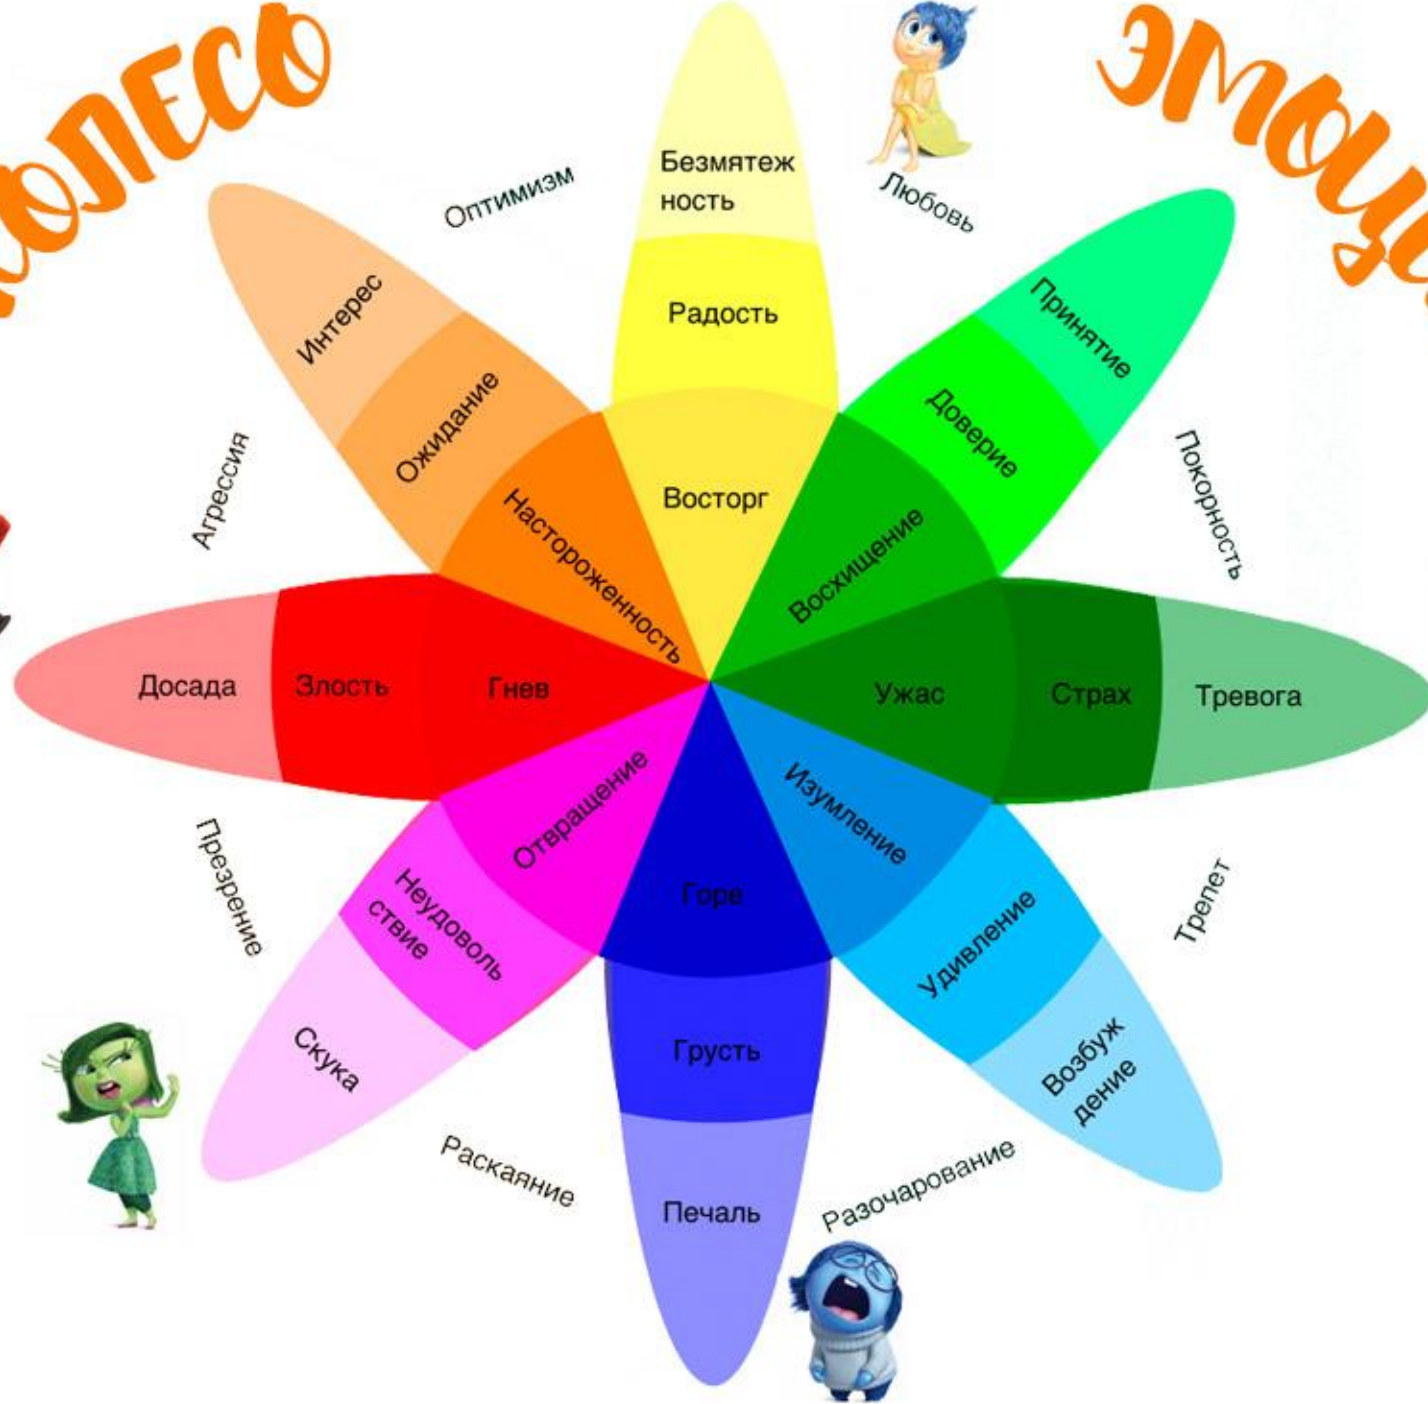 КОЛЕСО
ЭМОЦИ
Безмятеж
ность
Радость
Восторг
Любовь
Принятие
Доверие
Восхищение
Покорность
Ужас
Страх
Тревога
Трепет
Изумление
Удивление
Возбуж
дение
Разочарование
Горе
Грусть
Печаль
Раскаяние
Отвращение
Неудоволь
ствие
Скука
Презрение
Гнев
Злость
Досада
Агрессия
Настороженность
Ожидание
Интерес
Оптимизм